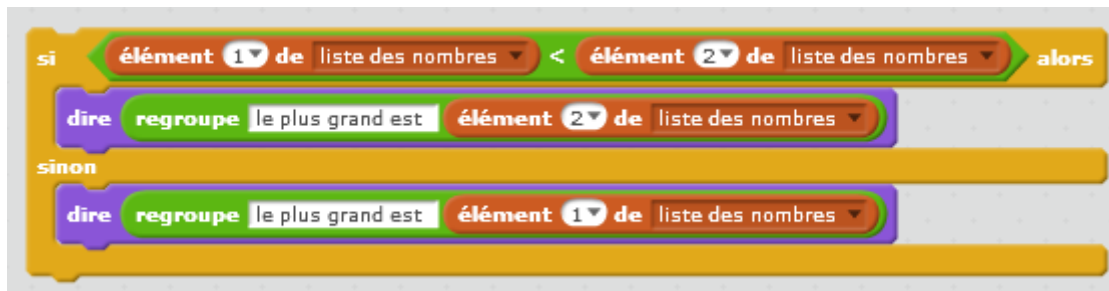 si élément 1 de liste des nombres < élément 2 de liste des nombres alors
dire regroupe le plus grand est élément 2 de liste des nombres
sinon
dire regroupe le plus grand est élément 1 de liste des nombres